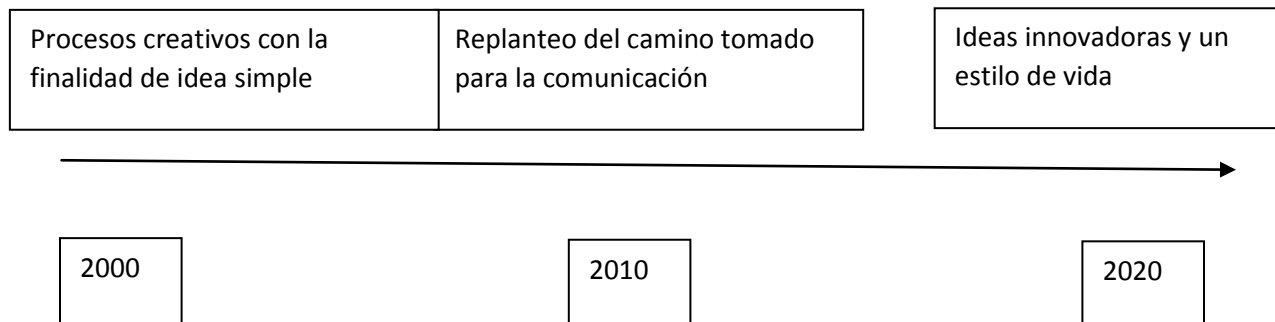 Procesos creativos con la
finalidad de idea simple
Replanteo del camino tomado
para la comunicación
Ideas innovadoras y un
estilo de vida
2000
2010
2020